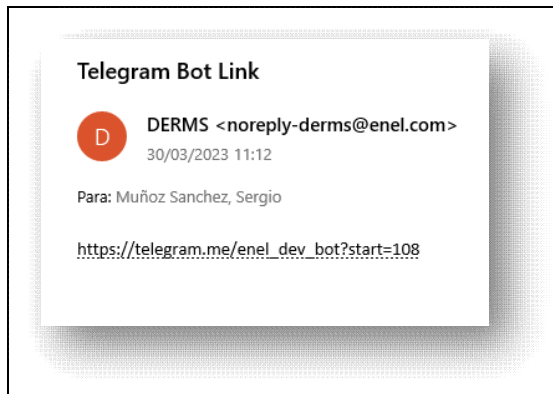 Telegram Bot Link
D
DERMS <noreply-derms@enel.com>
30/03/2023 11:12
Para: Muñoz Sanchez, Sergio
https://telegram.me/enel_dev_bot?start=108